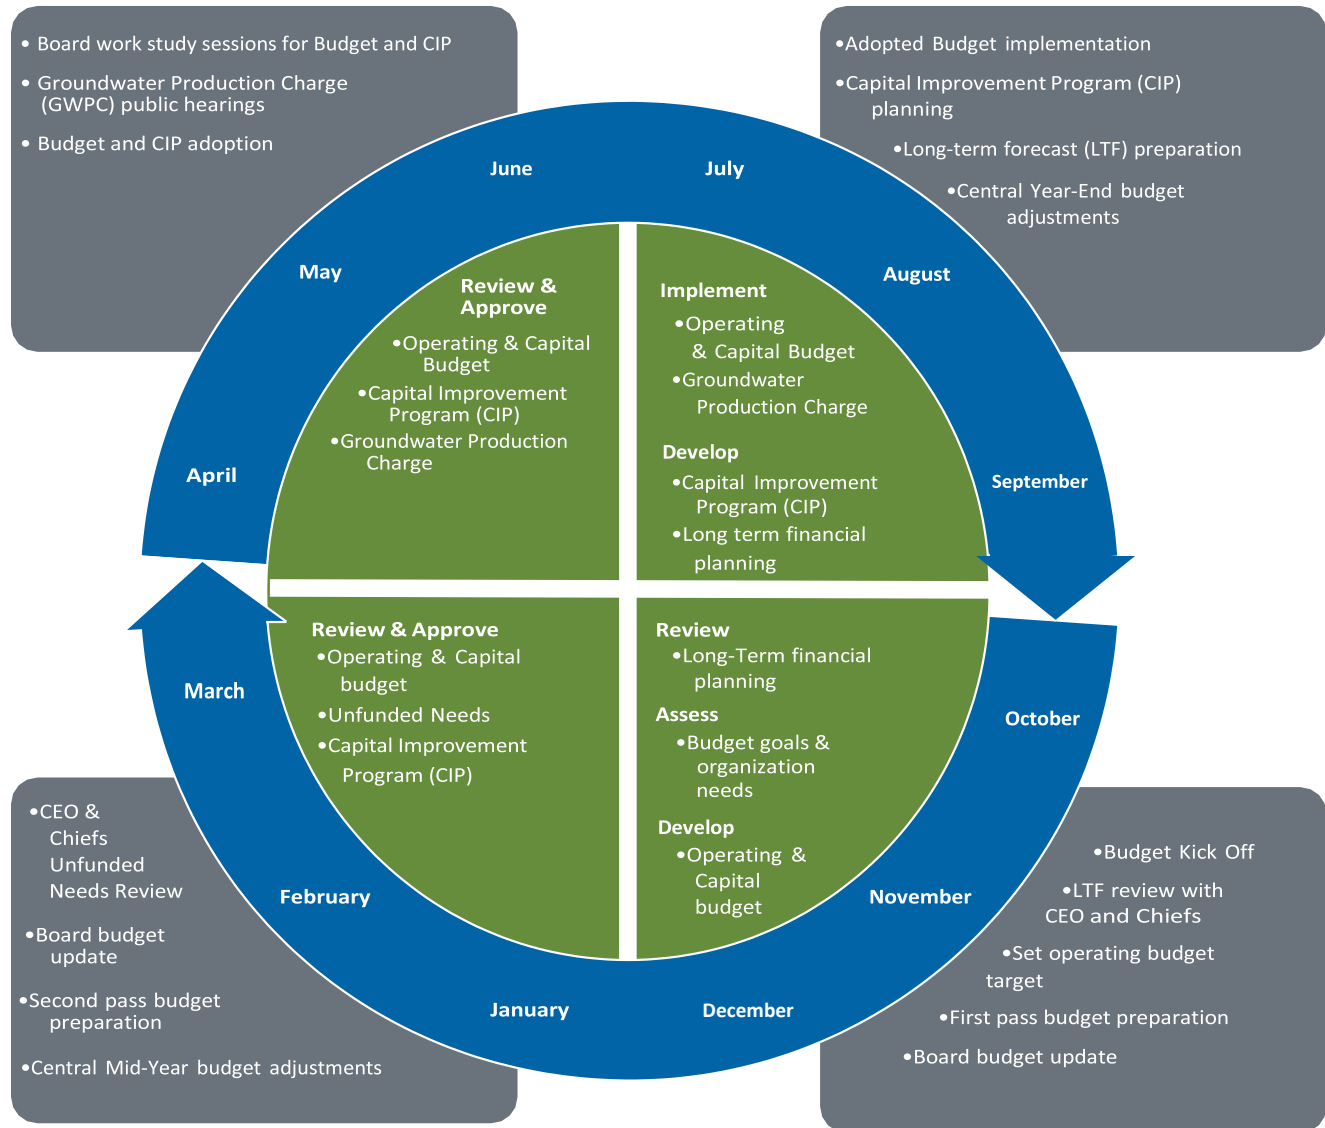 • Board work study sessions for Budget and CIP
• Groundwater Production Charge
(GWPC) public hearings
• Budget and CIP adoption
•Adopted Budget implementation
•Capital Improvement Program (CIP)
planning
•Long-term forecast (LTF) preparation
•Central Year-End budget
adjustments
June
July
May
August
April
September
March
October
February
November
January
December
Review &
Approve
•Operating & Capital
Budget
•Capital Improvement
Program (CIP)
•Groundwater Production
Charge
Implement
•Operating
& Capital Budget
•Groundwater
Production Charge
Develop
•Capital Improvement
Program (CIP)
•Long term financial
planning
Review & Approve
•Operating & Capital
budget
•Unfunded Needs
•Capital Improvement
Program (CIP)
Review
•Long-Term financial
planning
Assess
•Budget goals &
organization
needs
Develop
•Operating &
Capital
budget
•CEO &
Chiefs
Unfunded
Needs Review
•Board budget
update
•Second pass budget
preparation
•Central Mid-Year budget adjustments
•Budget Kick Off
•LTF review with
CEO and Chiefs
•Set operating budget
target
•First pass budget preparation
•Board budget update